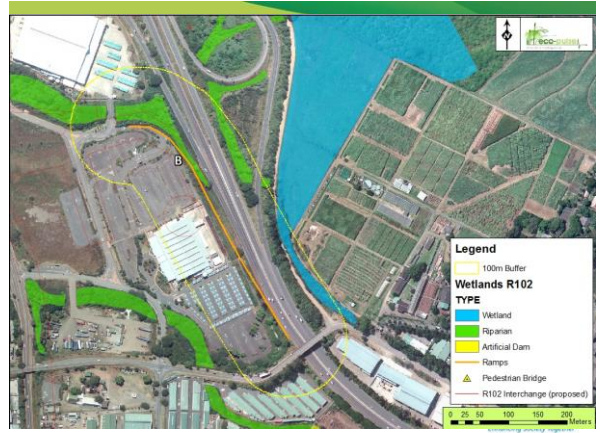 N
eco-pulse
B
Legend
100m Buffer
Wetlands R102
TYPE
Wetland
Riparian
Artificial Dam
Ramps
Pedestrian Bridge
R102 Interchange (proposed)
0 25 50 100 150 200
Meters